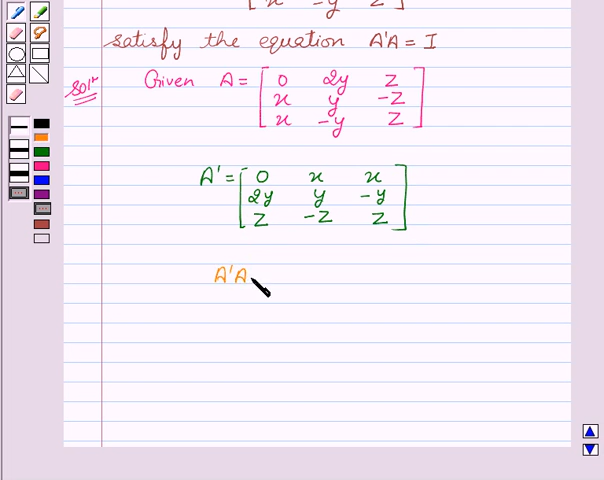 x -y z
satisfy the equation A'A = I
Sol^n Given A = [ 0 2y z
x y -z
x -y z ]
A' = [ 0 x x
2y y -y
z -z z ]
A'A